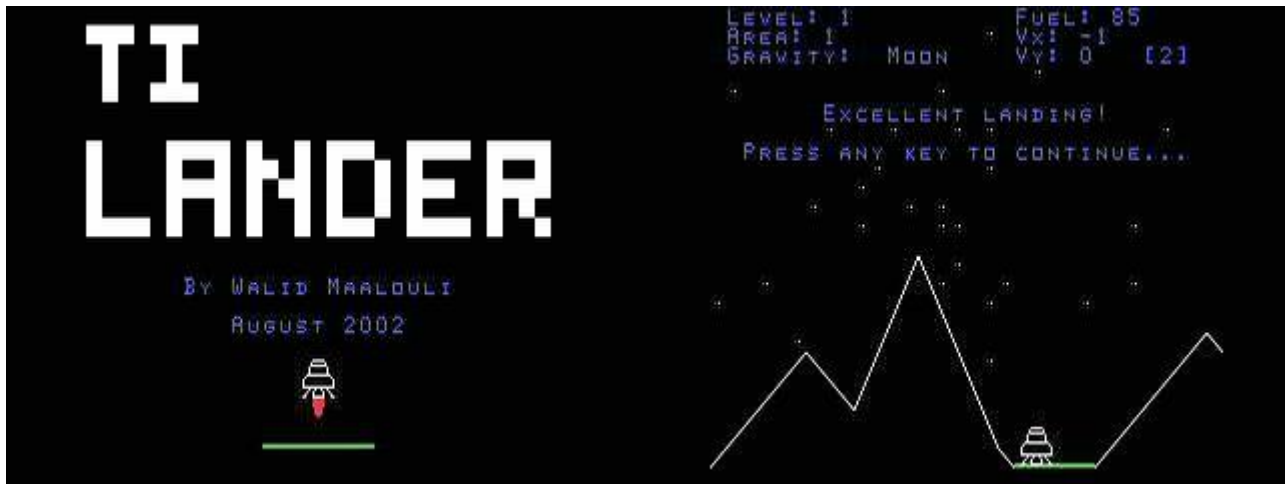 TI
LANDER
By Walid Maalouli
August 2002
Level: 1 Fuel: 85
Area: 1 Vx: -1
Gravity: Moon Vy: 0 [2]
Excellent landing!
Press any key to continue...